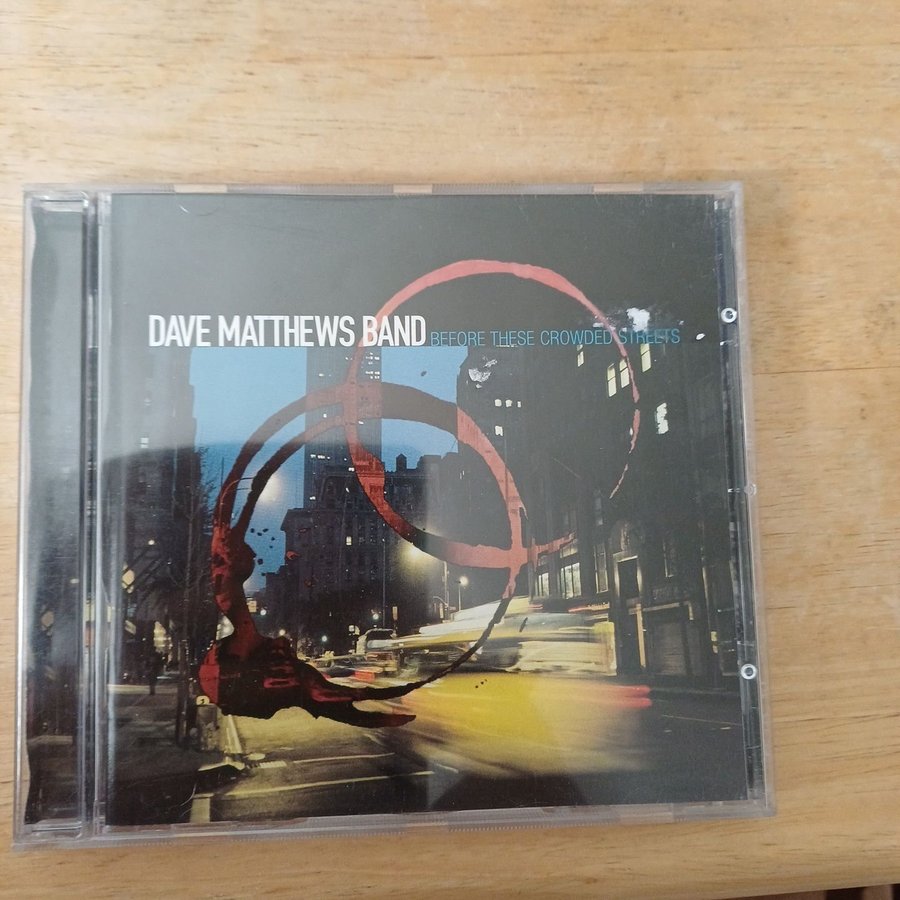 DAVE MATTHEWS BAND BEFORE THESE CROWDED STREETS